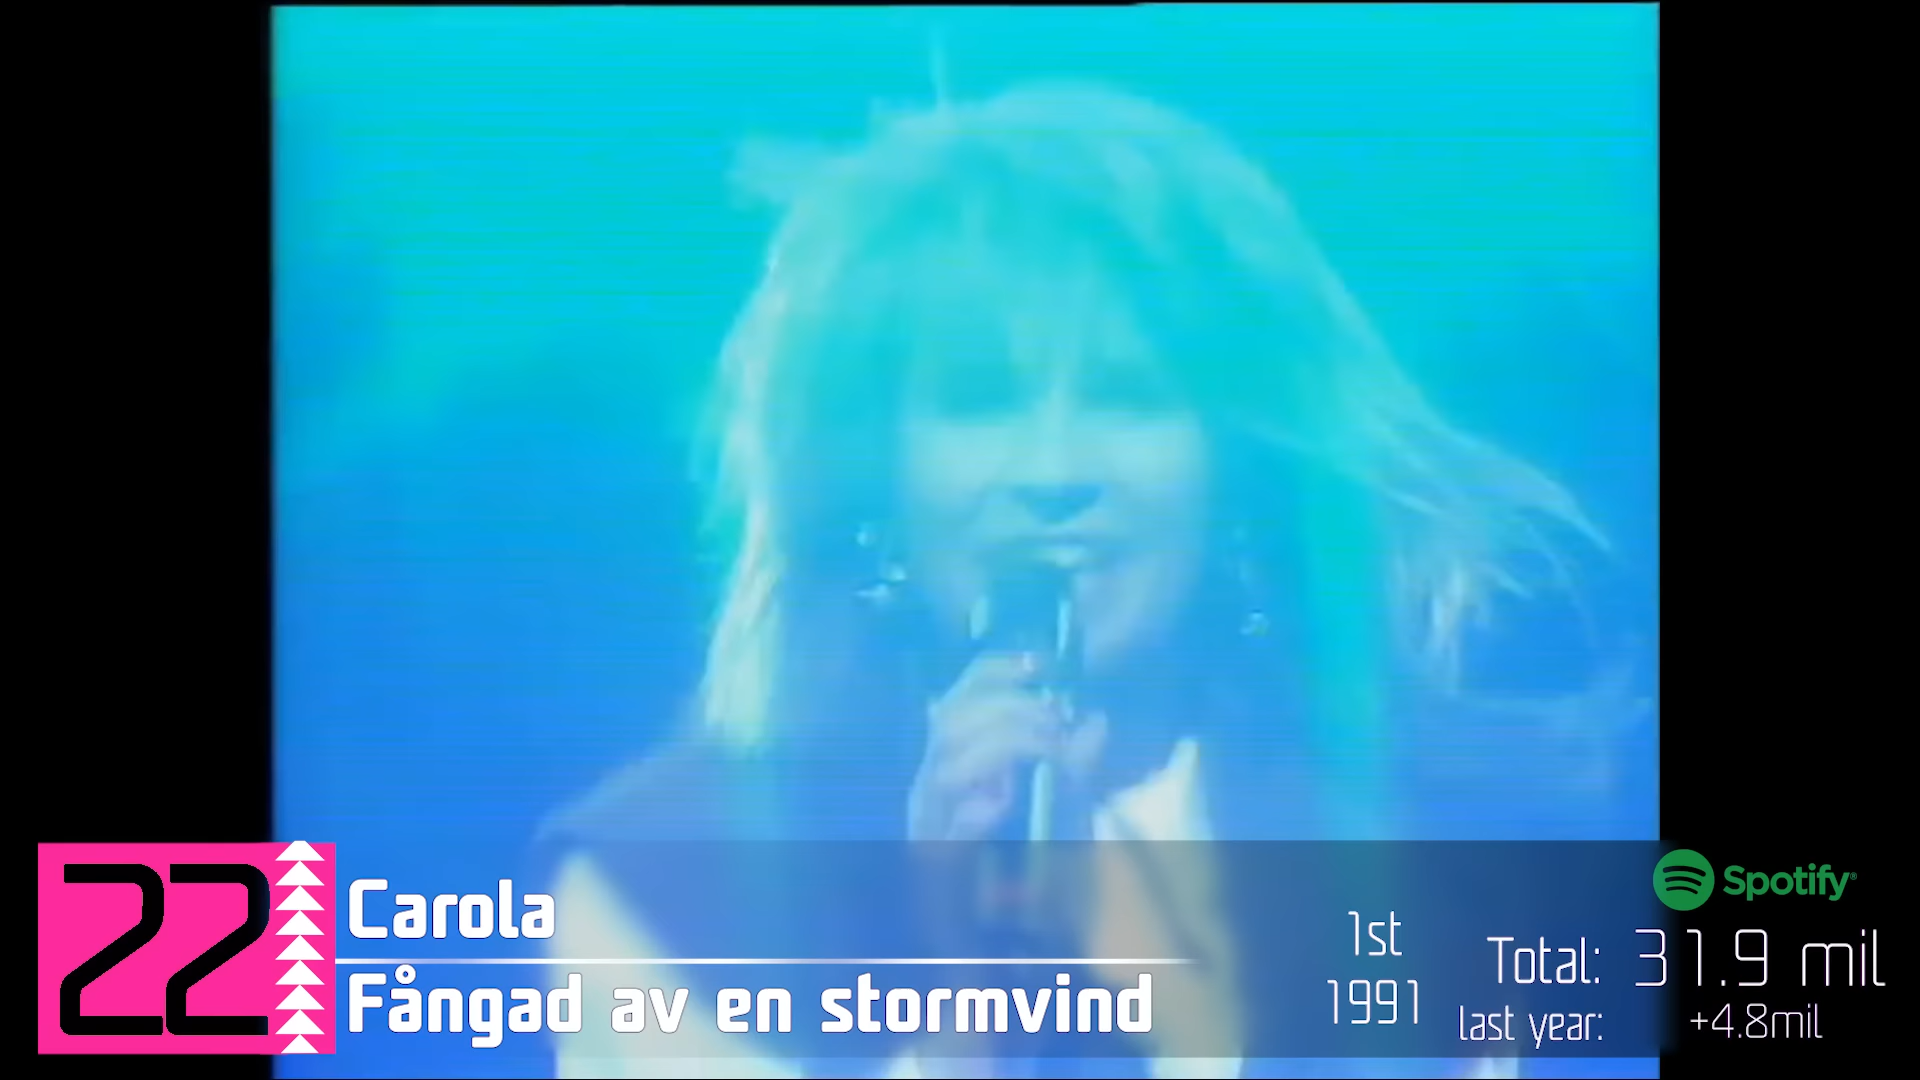 22
Carola
Fångad av en stormvind
1st
1991
Spotify®
Total: 31.9 mil
last year: +4.8mil